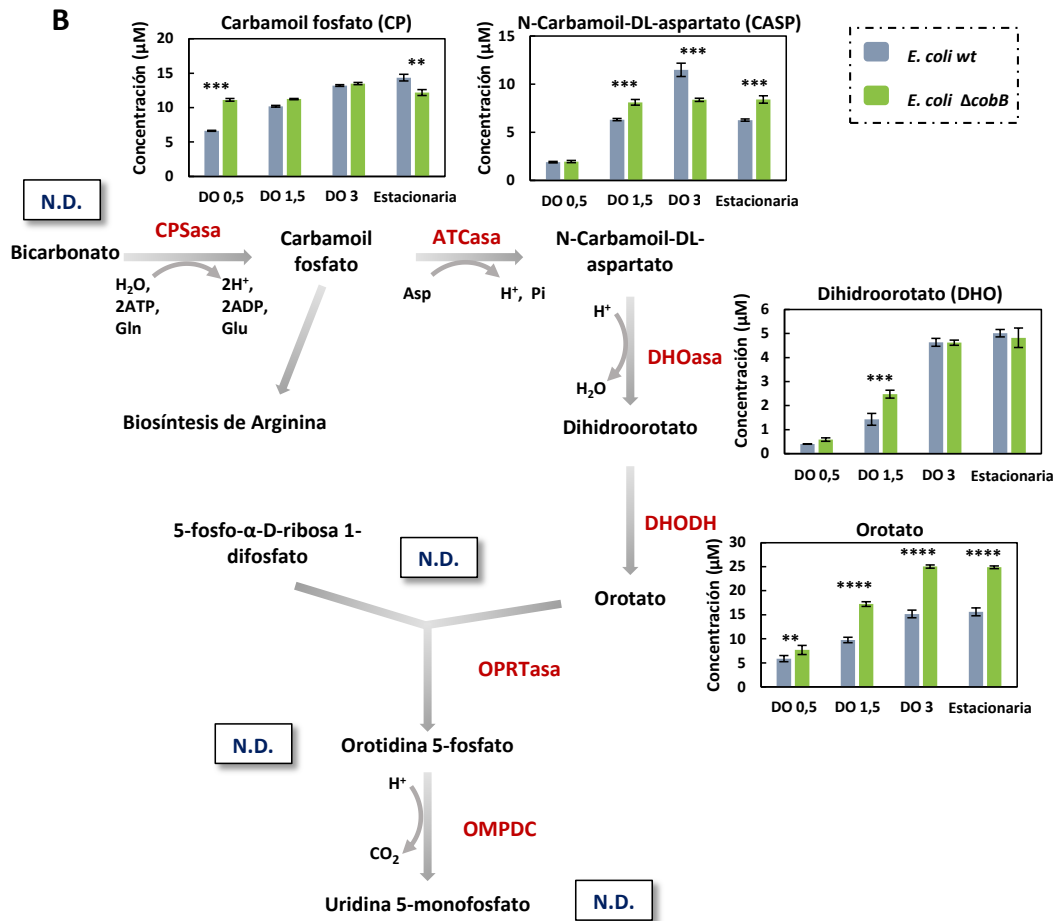 B
Carbamoil fosfato (CP)
Concentración (µM)
20
15
10
5
0
***
**
DO 0,5
DO 1,5
DO 3
Estacionaria
N-Carbamoil-DL-aspartato (CASP)
Concentración (µM)
15
10
5
0
***
***
***
DO 0.5
DO 1,5
DO 3
Estacionaria
E. coli wt
E. coli ΔcobB
N.D.
Bicarbonato
CPSasa
H2O,
2ATP,
Gln
2H+,
2ADP,
Glu
Carbamoil
fosfato
ATCasa
Asp
H+, Pi
N-Carbamoil-DL-
aspartato
Biosíntesis de Arginina
H+
H2O
DHOasa
Dihidroorotato
Dihidroorotato (DHO)
Concentración (µM)
6
5
4
3
2
1
0
***
DO 0,5
DO 1,5
DO 3
Estacionaria
DHODH
5-fosfo-α-D-ribosa 1-
difosfato
N.D.
Orotato
Orotato
Concentración (µM)
30
25
20
15
10
5
0
**
****
****
****
DO 0,5
DO 1,5
DO 3
Estacionaria
OPRTasa
N.D.
Orotidina 5-fosfato
H+
CO2
OMPDC
Uridina 5-monofosfato
N.D.